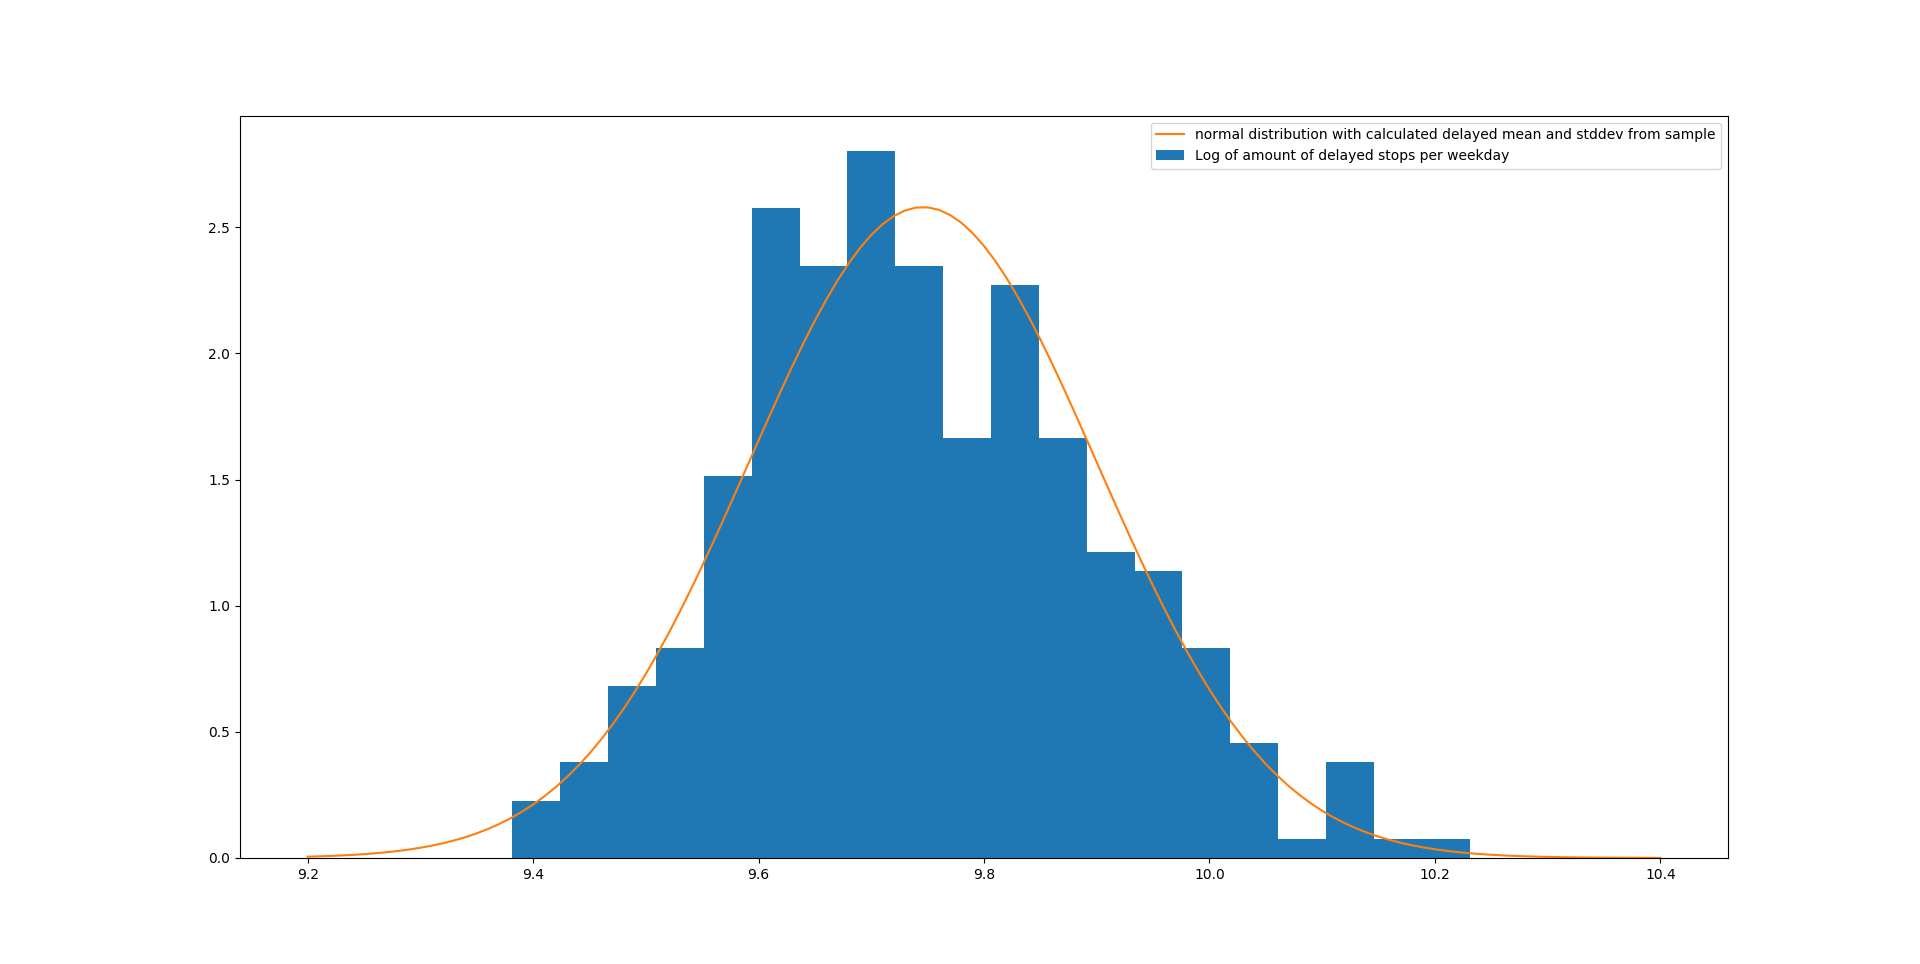 normal distribution with calculated delayed mean and stddev from sample
Log of amount of delayed stops per weekday
2.5
2.0
1.5
1.0
0.5
0.0
9.2 9.4 9.6 9.8 10.0 10.2 10.4